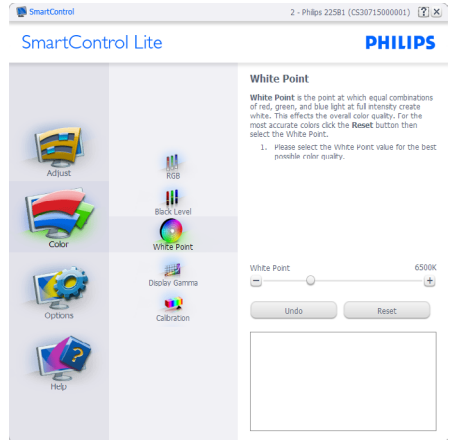 SmartControl
2 - Philips 225B1 (CS30715000001)
SmartControl Lite
PHILIPS
Adjust
Color
Options
Help
RGB
Black Level
White Point
Display Gamma
Calibration
White Point
White Point is the point at which equal combinations
of red, green, and blue light at full intensity create
white. This effects the overall color quality. For the
most accurate colors click the Reset button then
select the White Point.
1. Please select the White Point value for the best
possible color quality.
White Point 6500K
Undo Reset